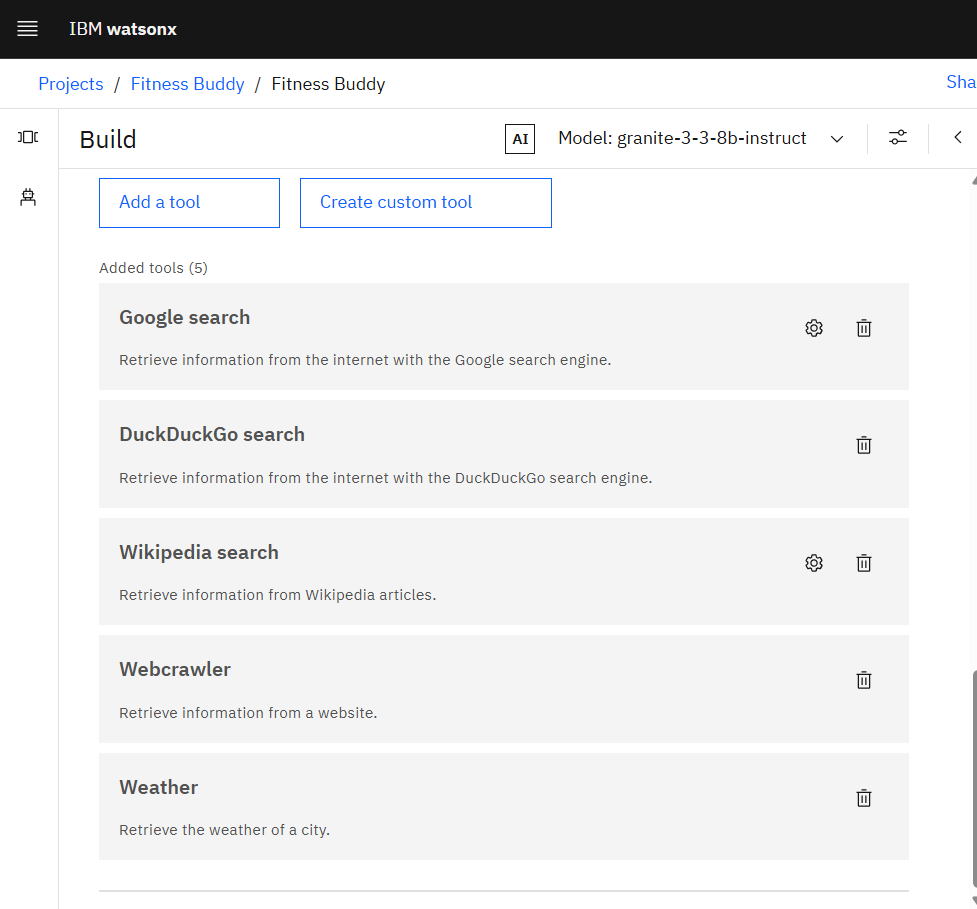 IBM watsonx
Projects / Fitness Buddy / Fitness Buddy
Sha
Build
AI
Model: granite-3-3-8b-instruct
Add a tool
Create custom tool
Added tools (5)
Google search
Retrieve information from the internet with the Google search engine.
DuckDuckGo search
Retrieve information from the internet with the DuckDuckGo search engine.
Wikipedia search
Retrieve information from Wikipedia articles.
Webcrawler
Retrieve information from a website.
Weather
Retrieve the weather of a city.